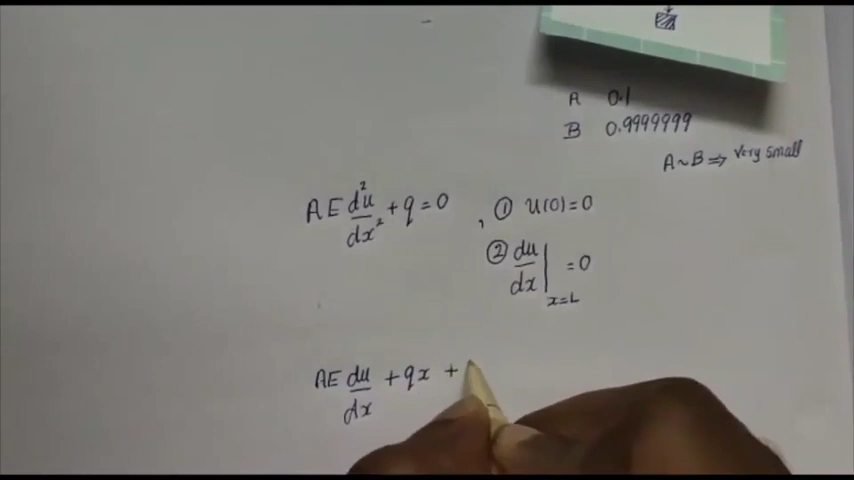 A 0.1
B 0.9999999
A~B ⇒ very small
AE d²u/dx² + q = 0 , ① u(0) = 0
② du/dx |x=L = 0
AE du/dx + qx +